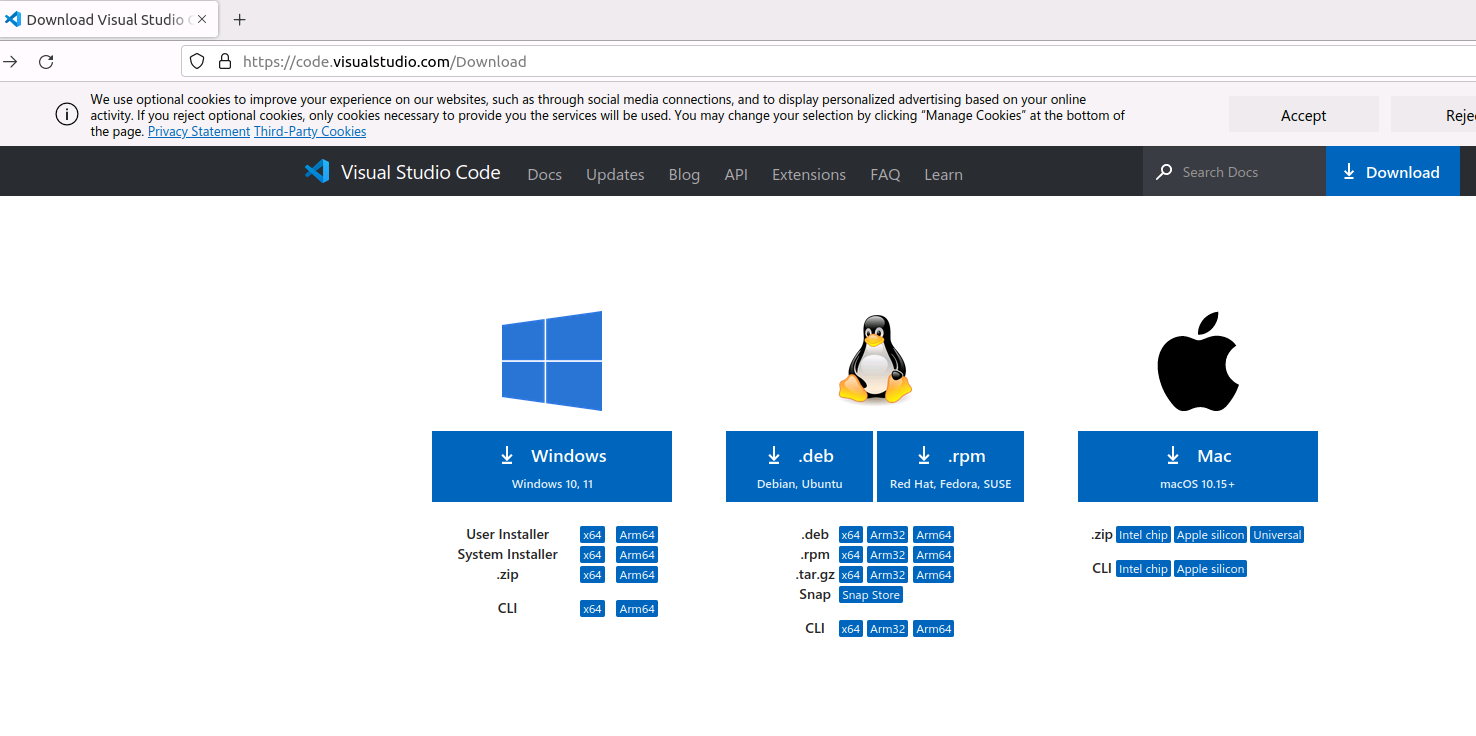 Download Visual Studio
https://code.visualstudio.com/Download
We use optional cookies to improve your experience on our websites, such as through social media connections, and to display personalized advertising based on your online
activity. If you reject optional cookies, only cookies necessary to provide you the services will be used. You may change your selection by clicking “Manage Cookies” at the bottom of
the page. Privacy Statement Third-Party Cookies
Accept
Visual Studio Code Docs Updates Blog API Extensions FAQ Learn
Search Docs
Download
Windows
Windows 10, 11
User Installer x64 Arm64
System Installer x64 Arm64
.zip x64 Arm64
CLI x64 Arm64
.deb
Debian, Ubuntu
.rpm
Red Hat, Fedora, SUSE
.deb x64 Arm32 Arm64
.rpm x64 Arm32 Arm64
.tar.gz x64 Arm32 Arm64
Snap Snap Store
CLI x64 Arm32 Arm64
Mac
macOS 10.15+
.zip Intel chip Apple silicon Universal
CLI Intel chip Apple silicon